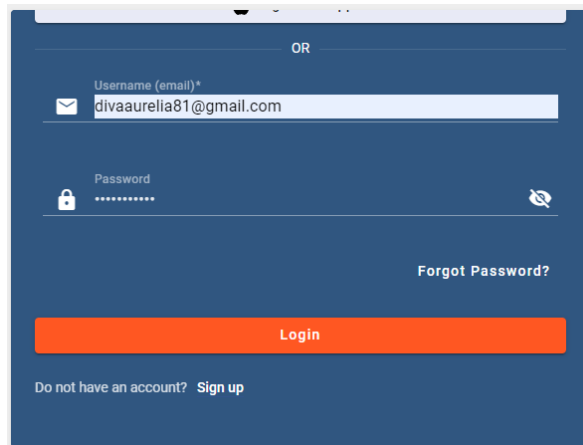 OR
Username (email)*
divaaurelia81@gmail.com
Password
•••••••••••
Forgot Password?
Login
Do not have an account? Sign up